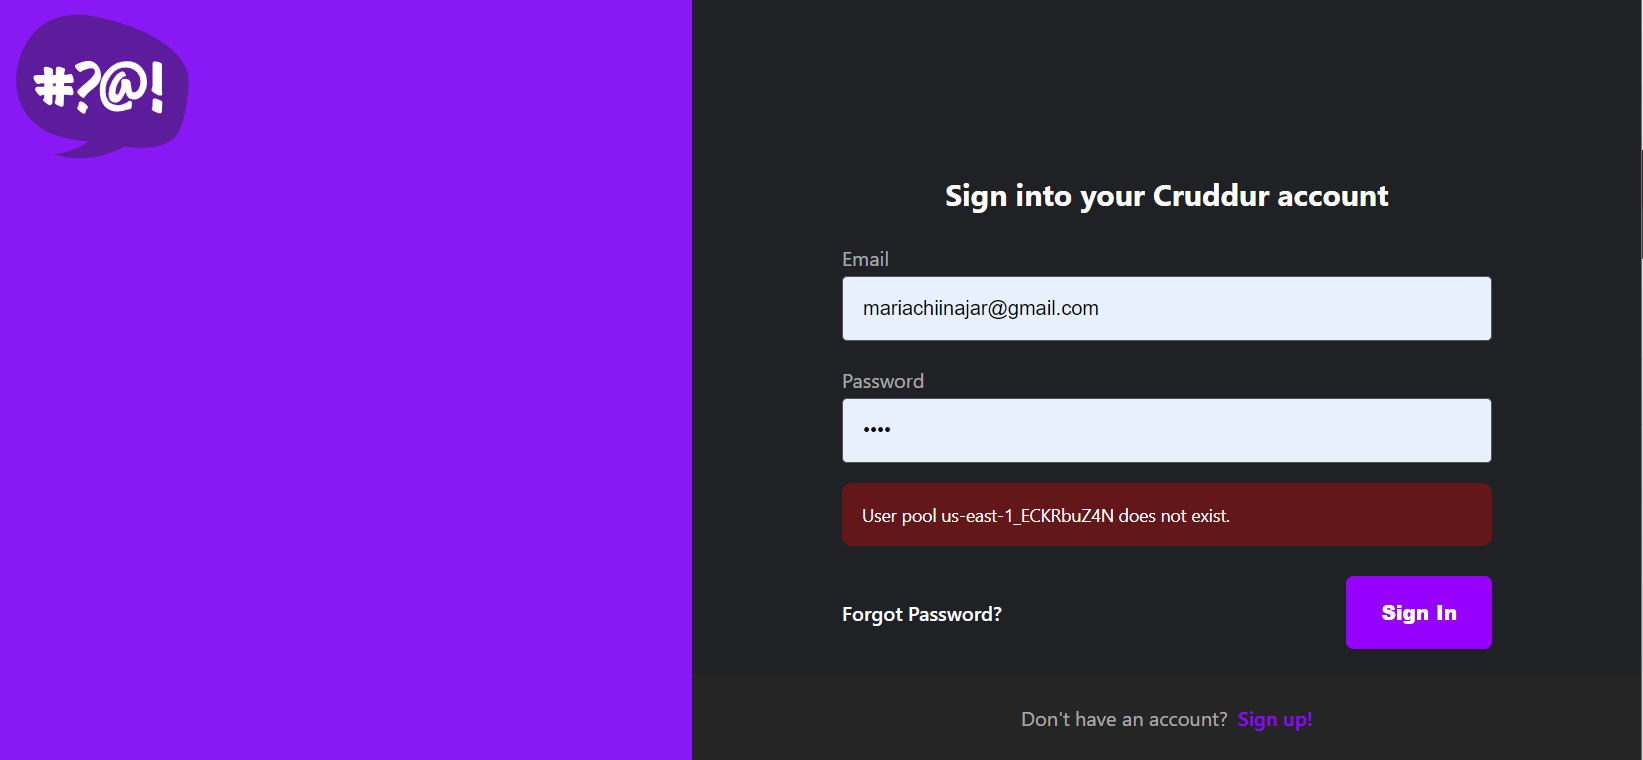 #?@!
Sign into your Cruddur account
Email
mariachiinajar@gmail.com
Password
••••
User pool us-east-1_ECKRbuZ4N does not exist.
Forgot Password?
Sign In
Don't have an account? Sign up!